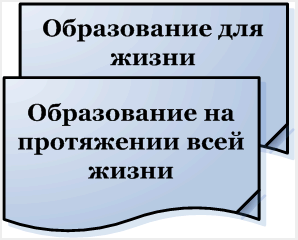 Образование для
жизни
Образование на
протяжении всей
жизни